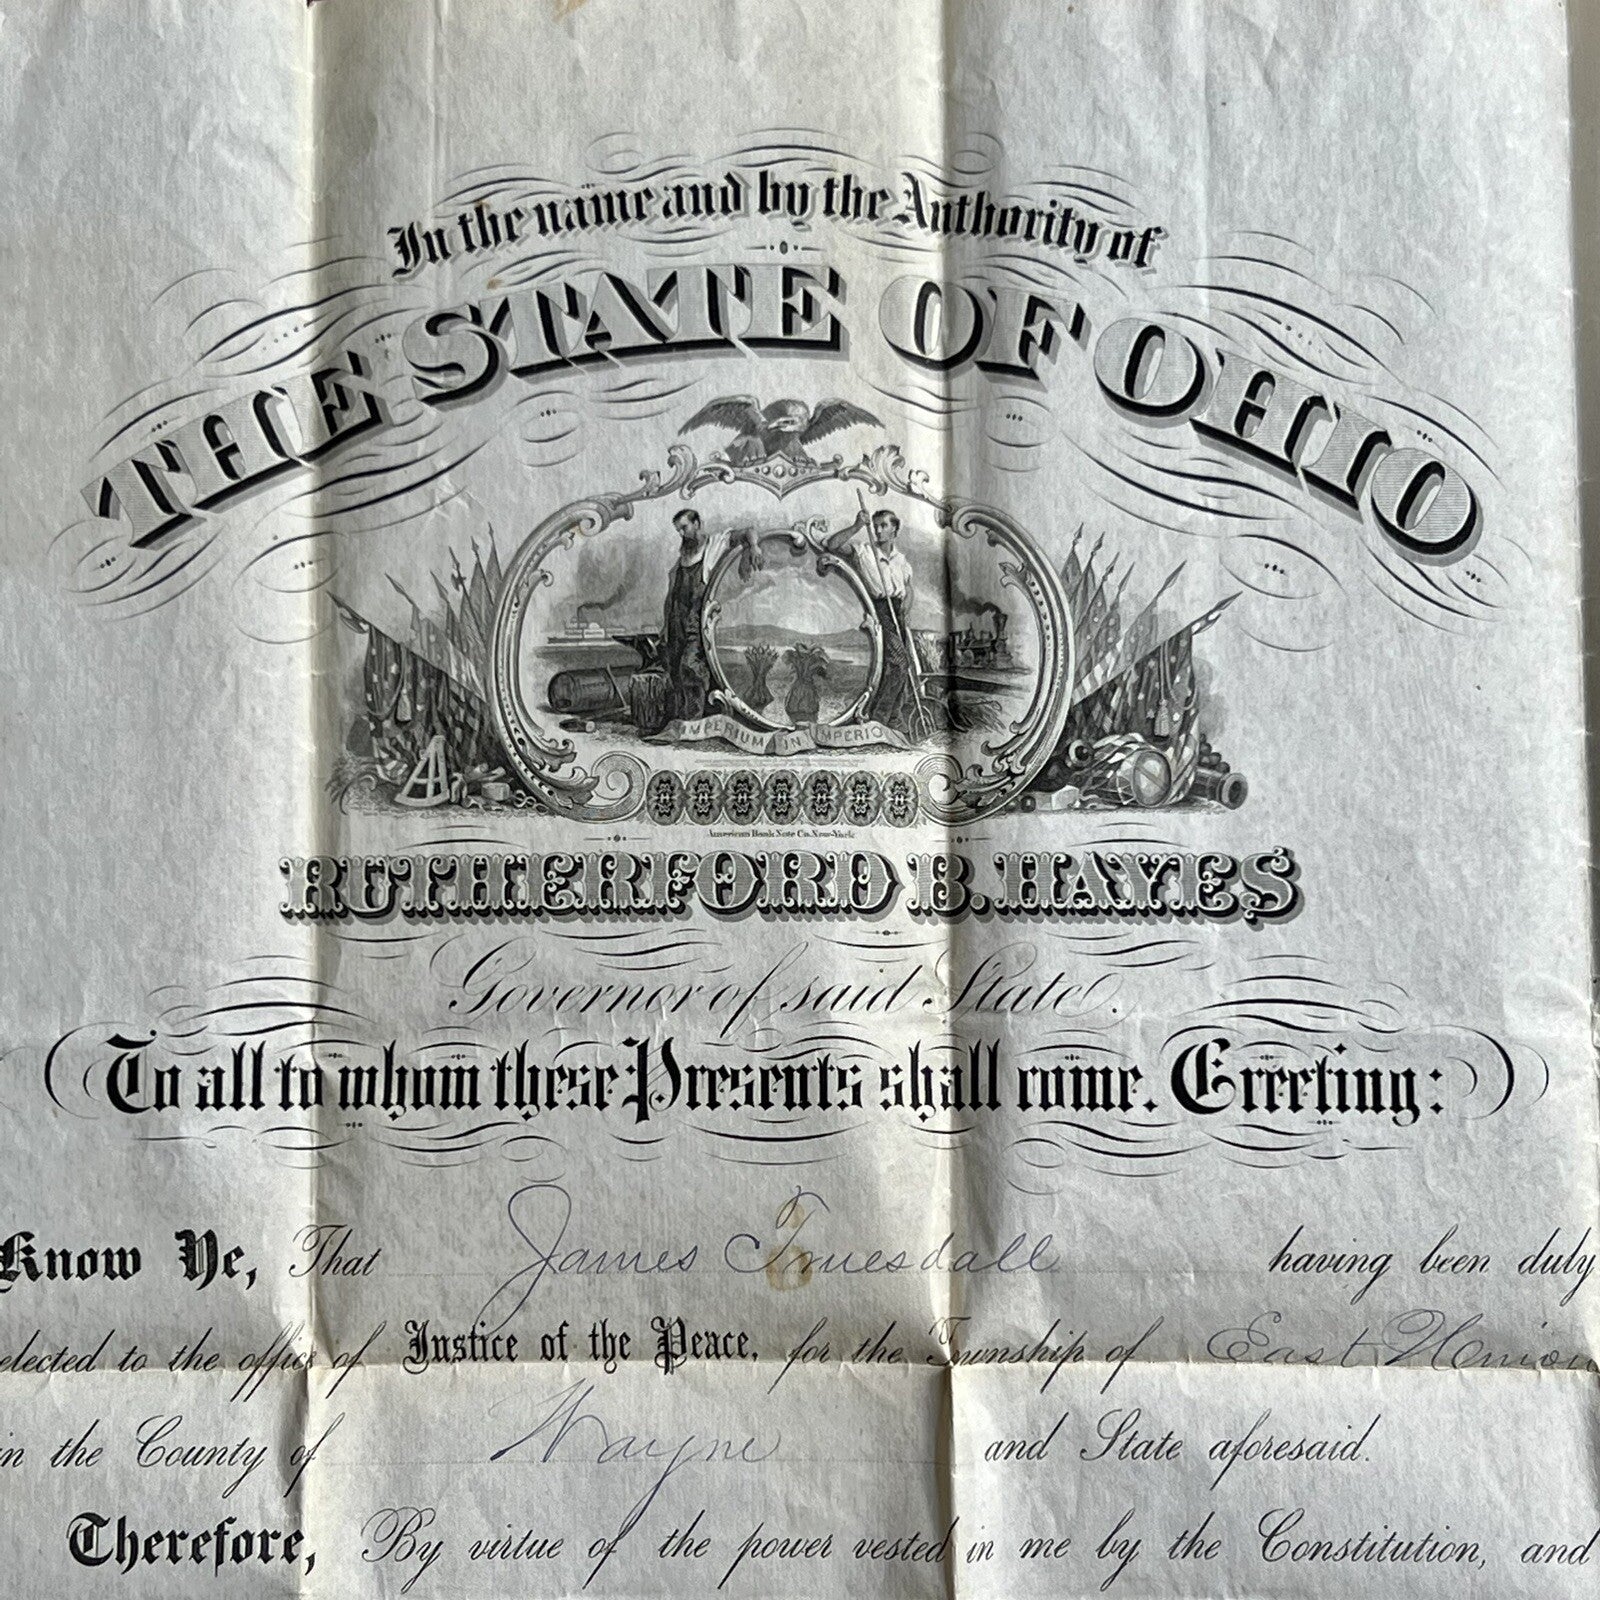 In the name and by the Authority of
THE STATE OF OHIO
IMPERIUM IN IMPERIO
American Bank Note Co. New-York
RUTHERFORD B. HAYES
Governor of said State.
To all to whom these Presents shall come. Greeting:
Know Ye, That James Truesdall having been duly
elected to the office of Justice of the Peace, for the Township of East Union
in the County of Wayne and State aforesaid.
Therefore, By virtue of the power vested in me by the Constitution, and